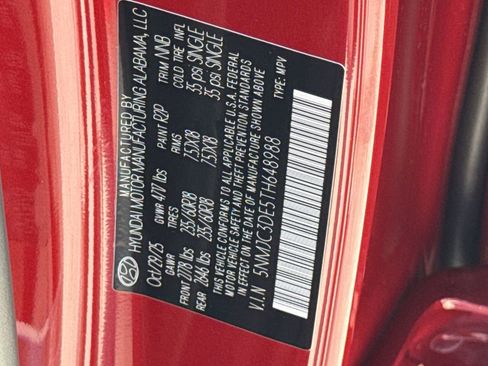 MANUFACTURED BY
HYUNDAI MOTOR MANUFACTURING ALABAMA, LLC
Oct/29/25 GVWR 4717 lbs PAINT R2P TRIM NNB
GAWR TIRES RIMS COLD TIRE INF.
FRONT 2778 lbs 235/60R18 7.5JX18 35 psi SINGLE
REAR 2646 lbs 235/60R18 7.5JX18 35 psi SINGLE
THIS VEHICLE CONFORMS TO ALL APPLICABLE U.S.A. FEDERAL
MOTOR VEHICLE SAFETY AND THEFT PREVENTION STANDARDS
IN EFFECT ON THE DATE OF MANUFACTURE SHOWN ABOVE.
V.I.N 5NMJC3DE5TH648988 TYPE: MPV